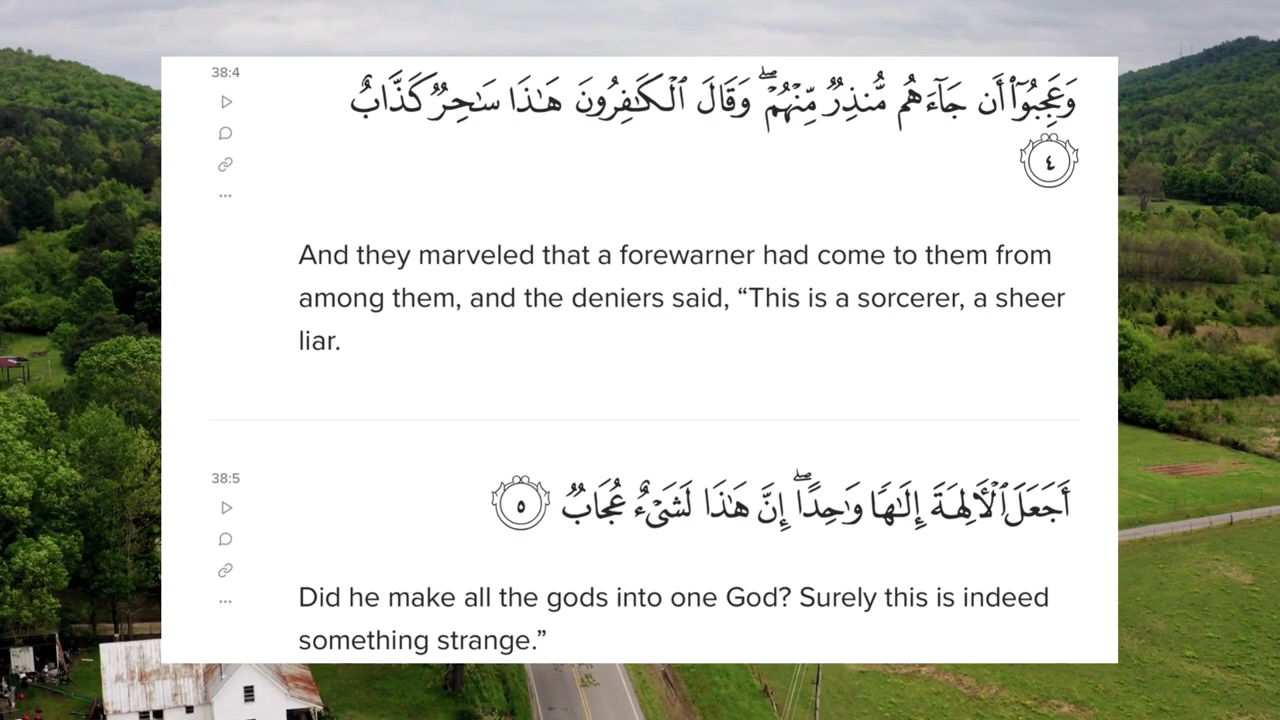 38:4
وَعَجِبُوٓا۟ أَن جَآءَهُم مُّنذِرٌ مِّنْهُمْ ۖ وَقَالَ ٱلْكَـٰفِرُونَ هَـٰذَا سَـٰحِرٌ كَذَّابٌ
٤
And they marveled that a forewarner had come to them from
among them, and the deniers said, “This is a sorcerer, a sheer
liar.
38:5
أَجَعَلَ ٱلْـَٔالِهَةَ إِلَـٰهًا وَٰحِدًا ۖ إِنَّ هَـٰذَا لَشَىْءٌ عُجَابٌ ٥
Did he make all the gods into one God? Surely this is indeed
something strange.”